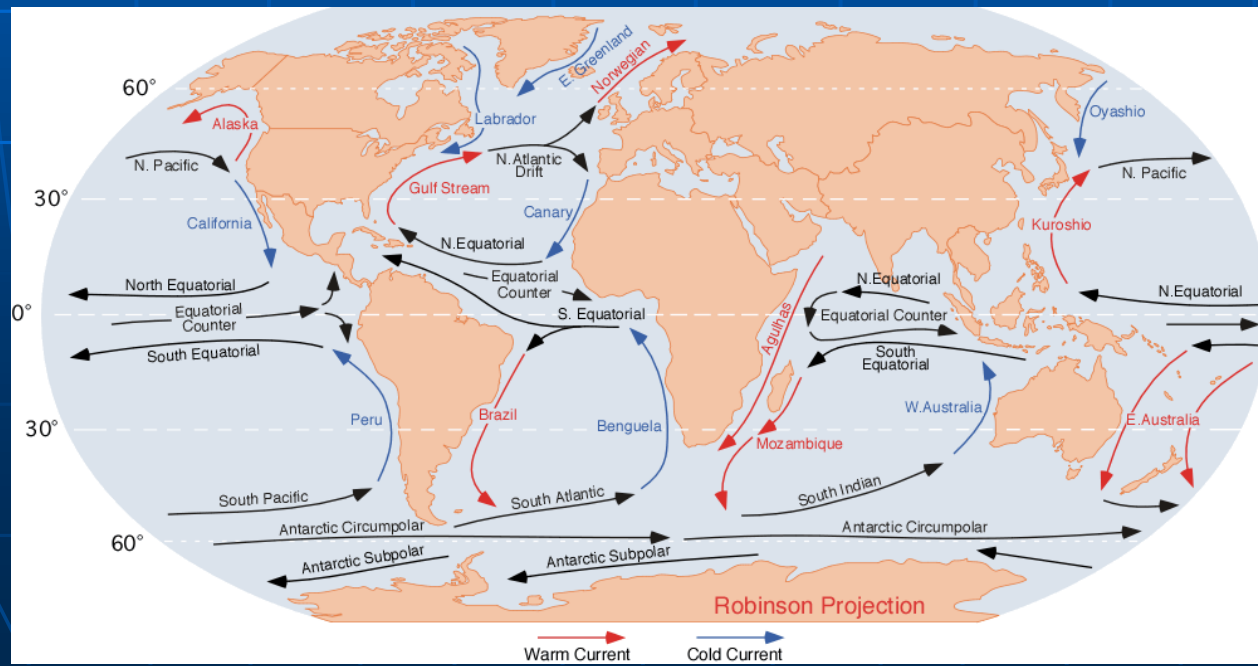 E. Greenland
Norwegian
60°
Alaska
Labrador
Oyashio
N. Pacific
N.Atlantic
Drift
N. Pacific
Gulf Stream
30°
California
Canary
Kuroshio
N.Equatorial
North Equatorial
Equatorial
Counter
N.Equatorial
N.Equatorial
0°
Equatorial
Counter
S. Equatorial
Equatorial Counter
South Equatorial
Agulhas
South
Equatorial
Peru
Brazil
Benguela
W.Australia
E.Australia
30°
Mozambique
South Pacific
South Atlantic
South Indian
Antarctic Circumpolar
Antarctic Circumpolar
60°
Antarctic Subpolar
Antarctic Subpolar
Robinson Projection
Warm Current
Cold Current